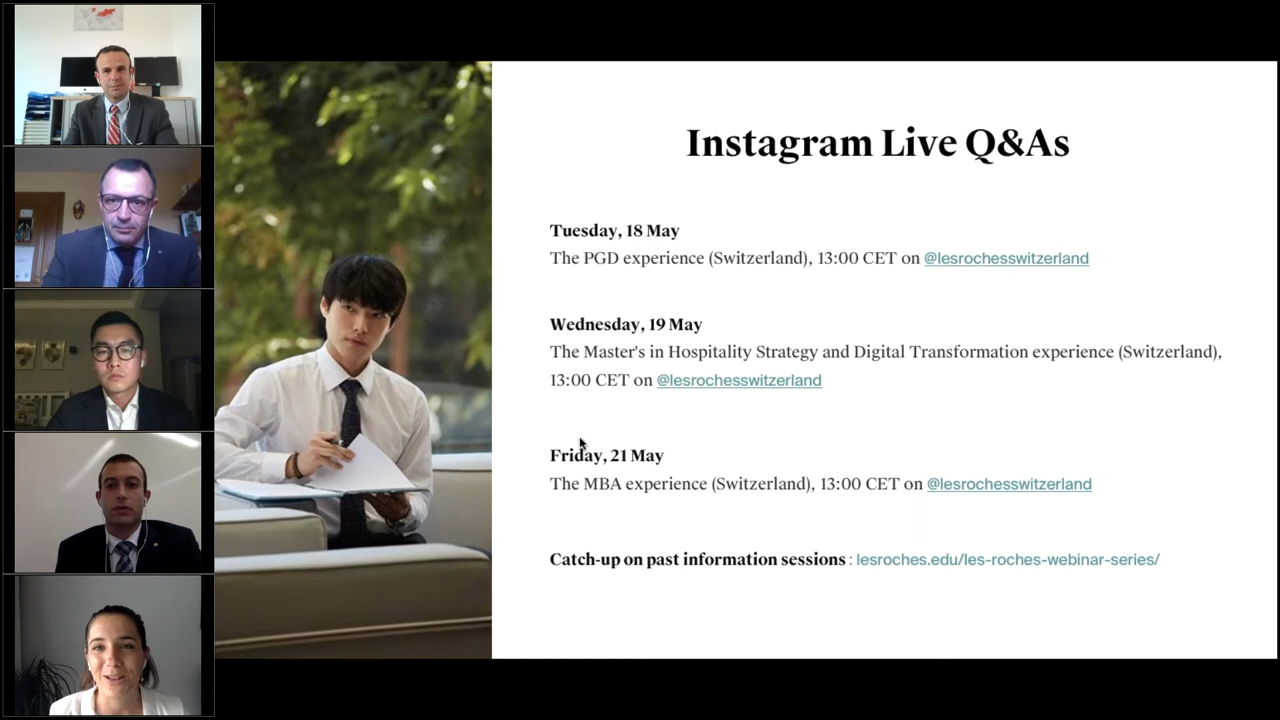 Instagram Live Q&As
Tuesday, 18 May
The PGD experience (Switzerland), 13:00 CET on @lesrochesswitzerland
Wednesday, 19 May
The Master's in Hospitality Strategy and Digital Transformation experience (Switzerland),
13:00 CET on @lesrochesswitzerland
Friday, 21 May
The MBA experience (Switzerland), 13:00 CET on @lesrochesswitzerland
Catch-up on past information sessions : lesroches.edu/les-roches-webinar-series/